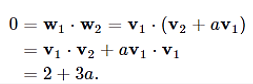 0 = w₁ · w₂ = v₁ · (v₂ + av₁)
= v₁ · v₂ + av₁ · v₁
= 2 + 3a.